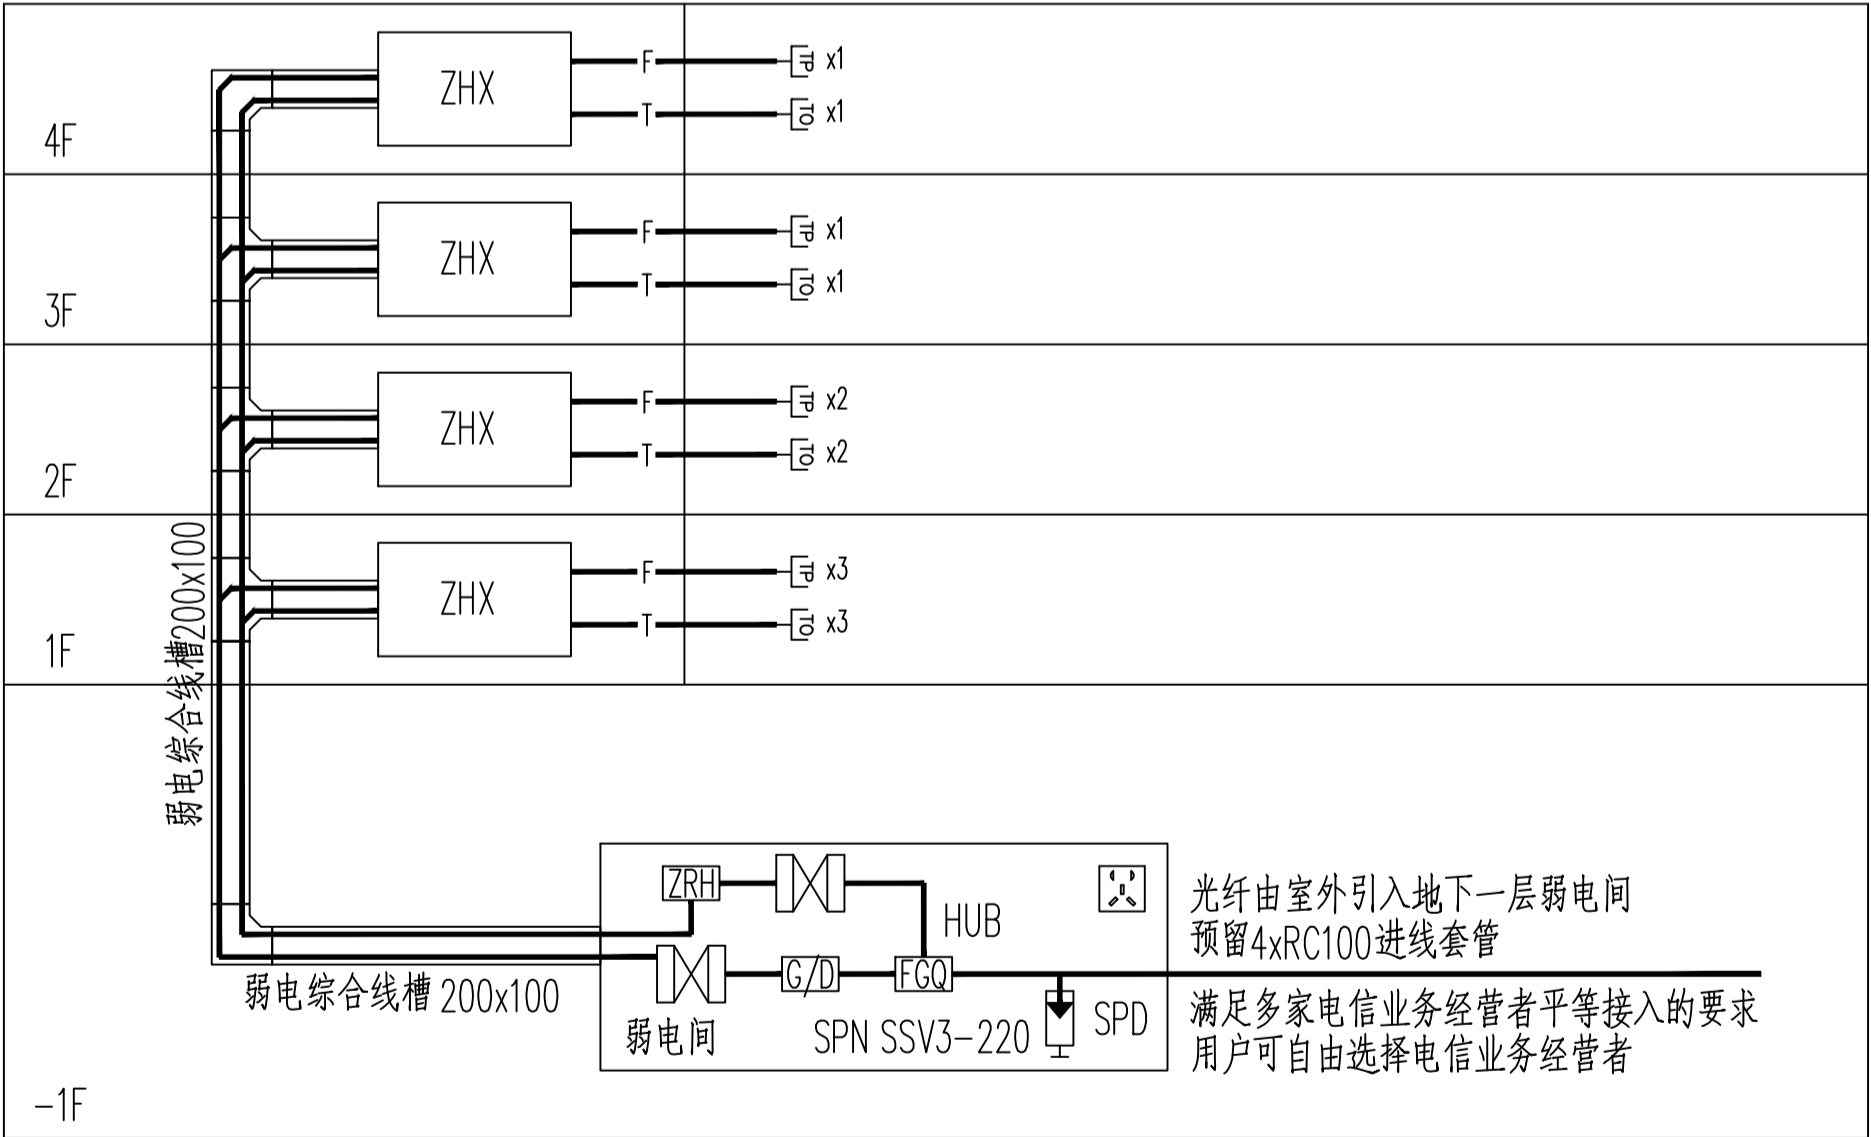 ZHX
F
TP x1
T
TO x1
4F
ZHX
F
TP x1
T
TO x1
3F
ZHX
F
TP x2
T
TO x2
2F
ZHX
F
TP x3
T
TO x3
1F
弱电综合线槽200x100
ZRH
HUB
光纤由室外引入地下一层弱电间
预留4xRC100进线套管
G/D
FGQ
弱电综合线槽 200x100
弱电间
SPN SSV3-220
SPD
满足多家电信业务经营者平等接入的要求
用户可自由选择电信业务经营者
-1F